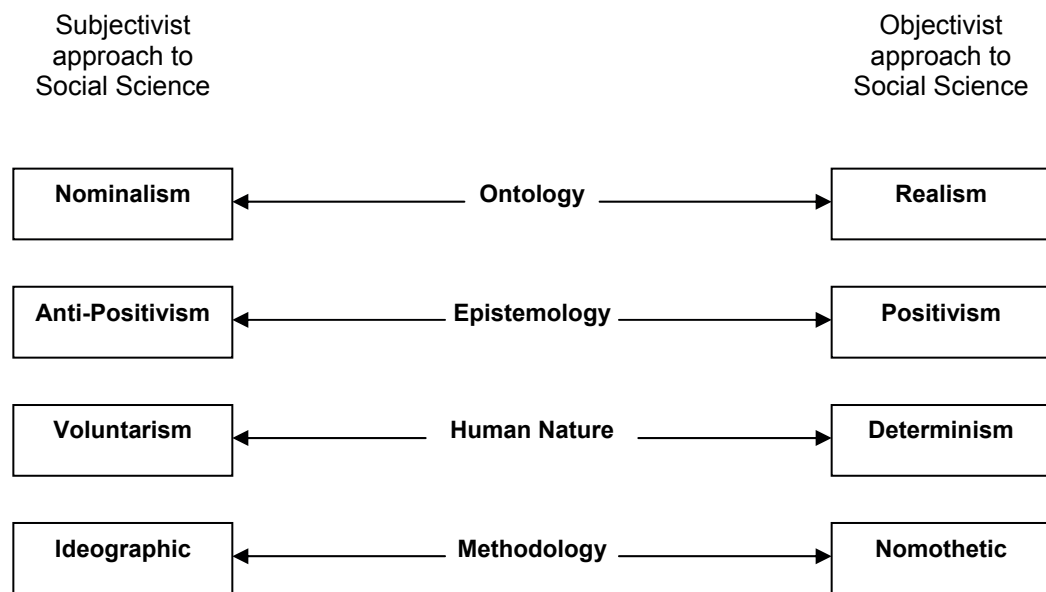 Subjectivist
approach to
Social Science
Objectivist
approach to
Social Science
Nominalism Ontology Realism
Anti-Positivism Epistemology Positivism
Voluntarism Human Nature Determinism
Ideographic Methodology Nomothetic